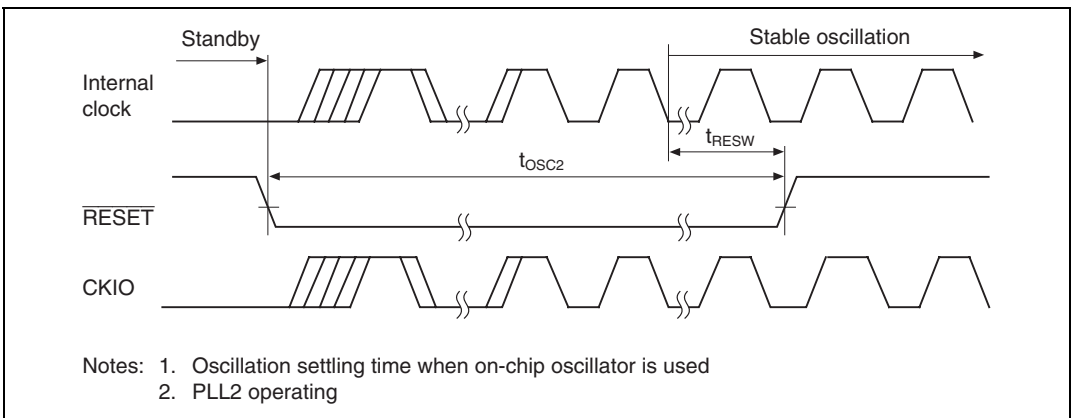 Standby
Stable oscillation
Internal
clock
tRESW
tOSC2
RESET
CKIO
Notes: 1. Oscillation settling time when on-chip oscillator is used
2. PLL2 operating